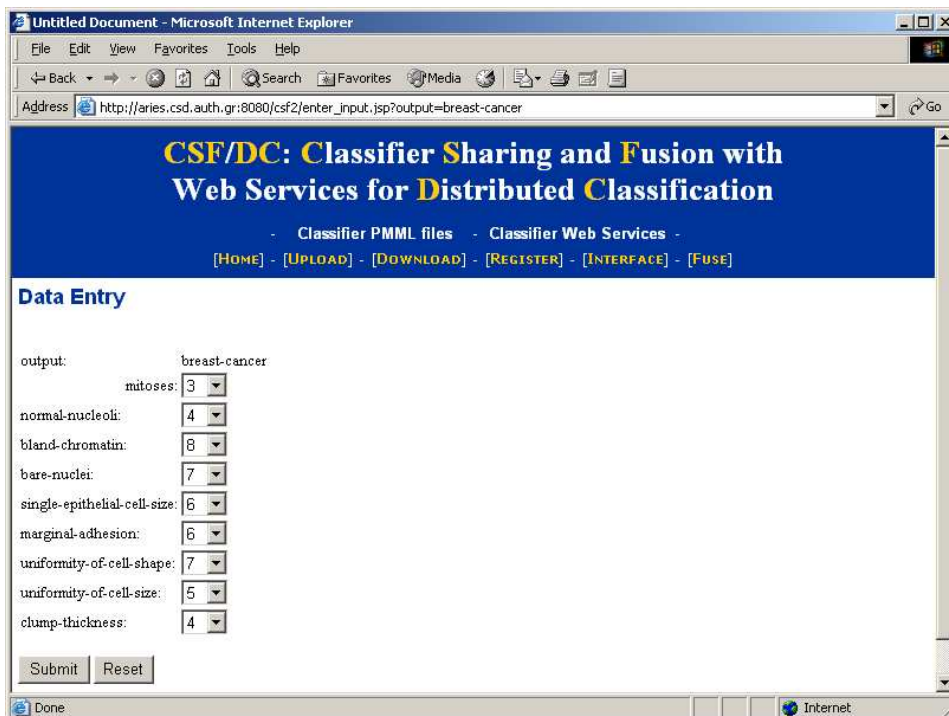 Untitled Document - Microsoft Internet Explorer
File Edit View Favorites Tools Help
Back Search Favorites Media
Address http://aries.csd.auth.gr:8080/csf2/enter_input.jsp?output=breast-cancer Go
CSF/DC: Classifier Sharing and Fusion with
Web Services for Distributed Classification
- Classifier PMML files - Classifier Web Services -
[HOME] - [UPLOAD] - [DOWNLOAD] - [REGISTER] - [INTERFACE] - [FUSE]
Data Entry
output: breast-cancer
mitoses: 3
normal-nucleoli: 4
bland-chromatin: 8
bare-nuclei: 7
single-epithelial-cell-size: 6
marginal-adhesion: 6
uniformity-of-cell-shape: 7
uniformity-of-cell-size: 5
clump-thickness: 4
Submit Reset
Done Internet